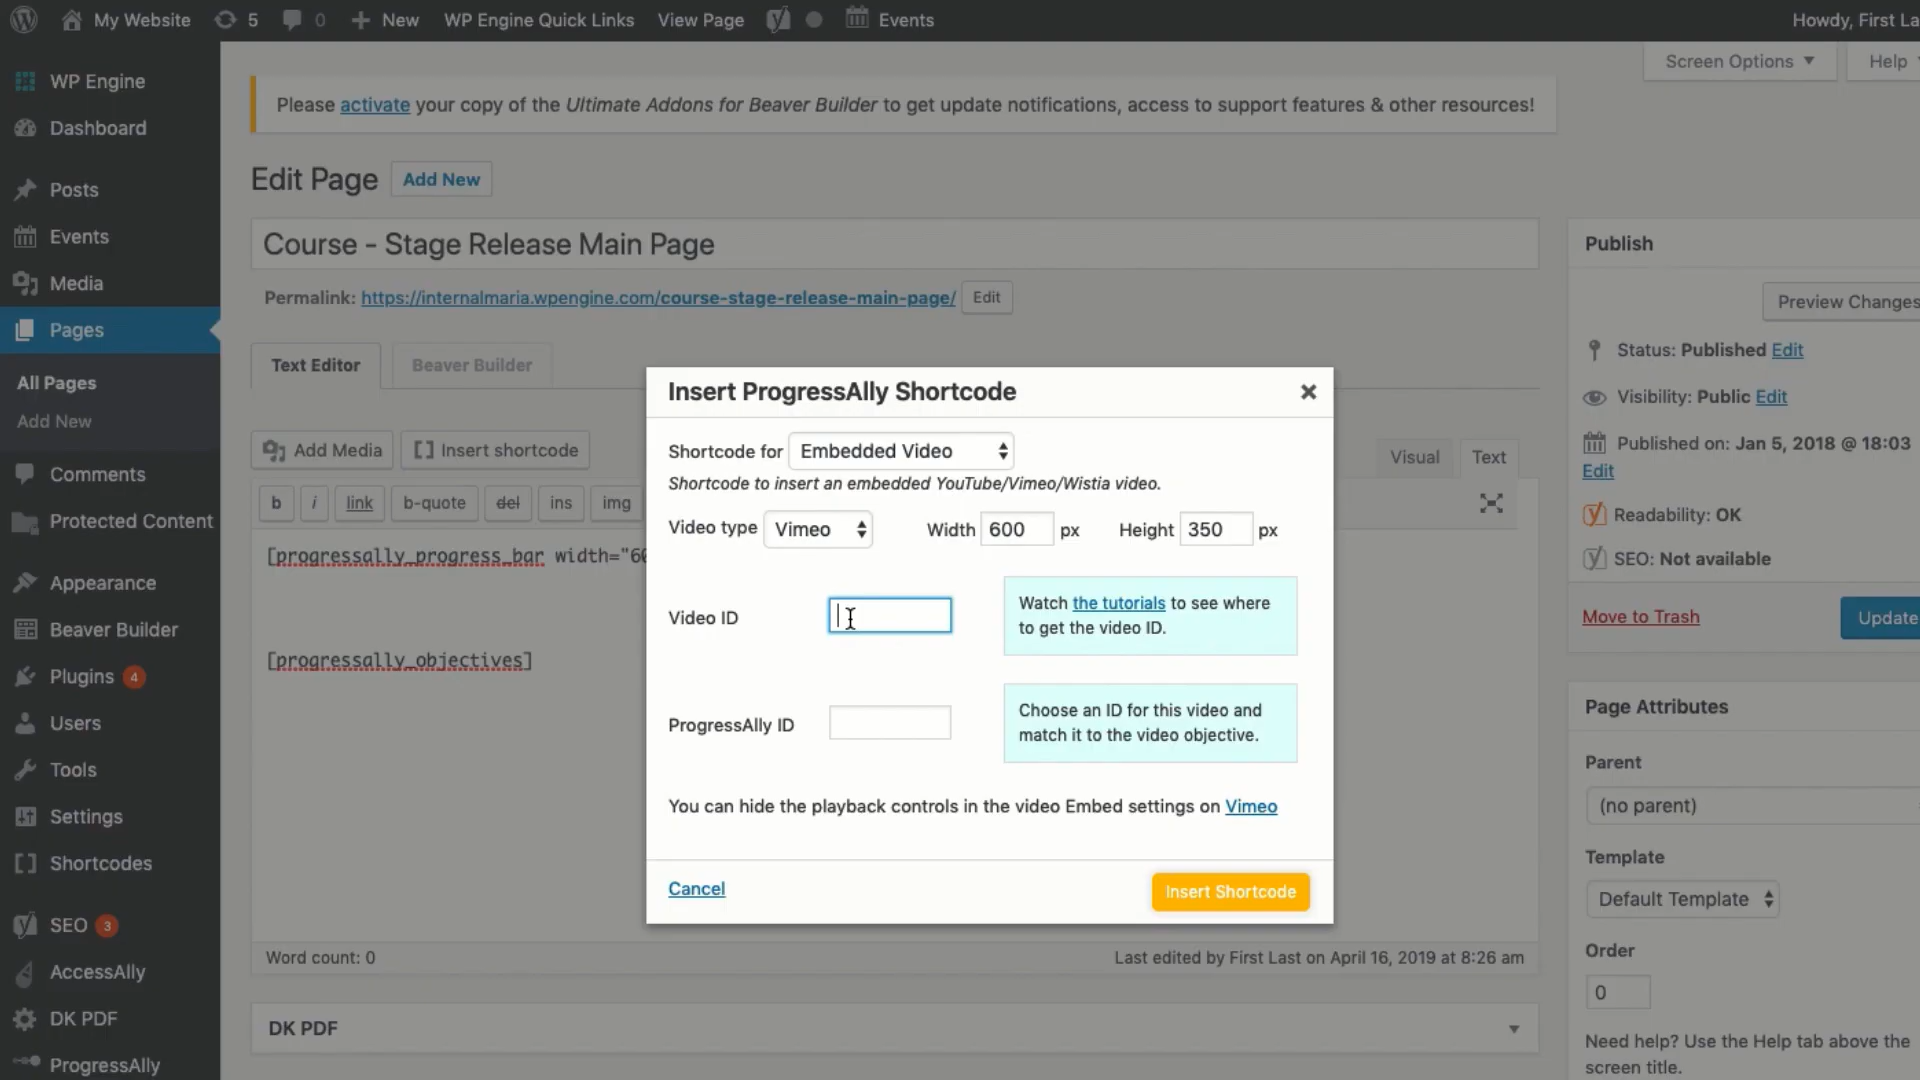 My Website 5 0 New WP Engine Quick Links View Page Events
Howdy, First La
WP Engine
Dashboard
Posts
Events
Media
Pages
All Pages
Add New
Comments
Protected Content
Appearance
Beaver Builder
Plugins 4
Users
Tools
Settings
Shortcodes
SEO 3
AccessAlly
DK PDF
ProgressAlly
Screen Options
Help
Please activate your copy of the Ultimate Addons for Beaver Builder to get update notifications, access to support features & other resources!
Edit Page Add New
Course - Stage Release Main Page
Permalink: https://internalmaria.wpengine.com/course-stage-release-main-page/ Edit
Text Editor Beaver Builder
Add Media [] Insert shortcode
Visual Text
b i link b-quote del ins img
[progressally_progress_bar width="60
[progressally_objectives]
Word count: 0
Last edited by First Last on April 16, 2019 at 8:26 am
DK PDF
Insert ProgressAlly Shortcode
Shortcode for Embedded Video
Shortcode to insert an embedded YouTube/Vimeo/Wistia video.
Video type Vimeo Width 600 px Height 350 px
Video ID
Watch the tutorials to see where
to get the video ID.
ProgressAlly ID
Choose an ID for this video and
match it to the video objective.
You can hide the playback controls in the video Embed settings on Vimeo
Cancel Insert Shortcode
Publish
Preview Changes
Status: Published Edit
Visibility: Public Edit
Published on: Jan 5, 2018 @ 18:03
Edit
Readability: OK
SEO: Not available
Move to Trash Update
Page Attributes
Parent
(no parent)
Template
Default Template
Order
0
Need help? Use the Help tab above the
screen title.